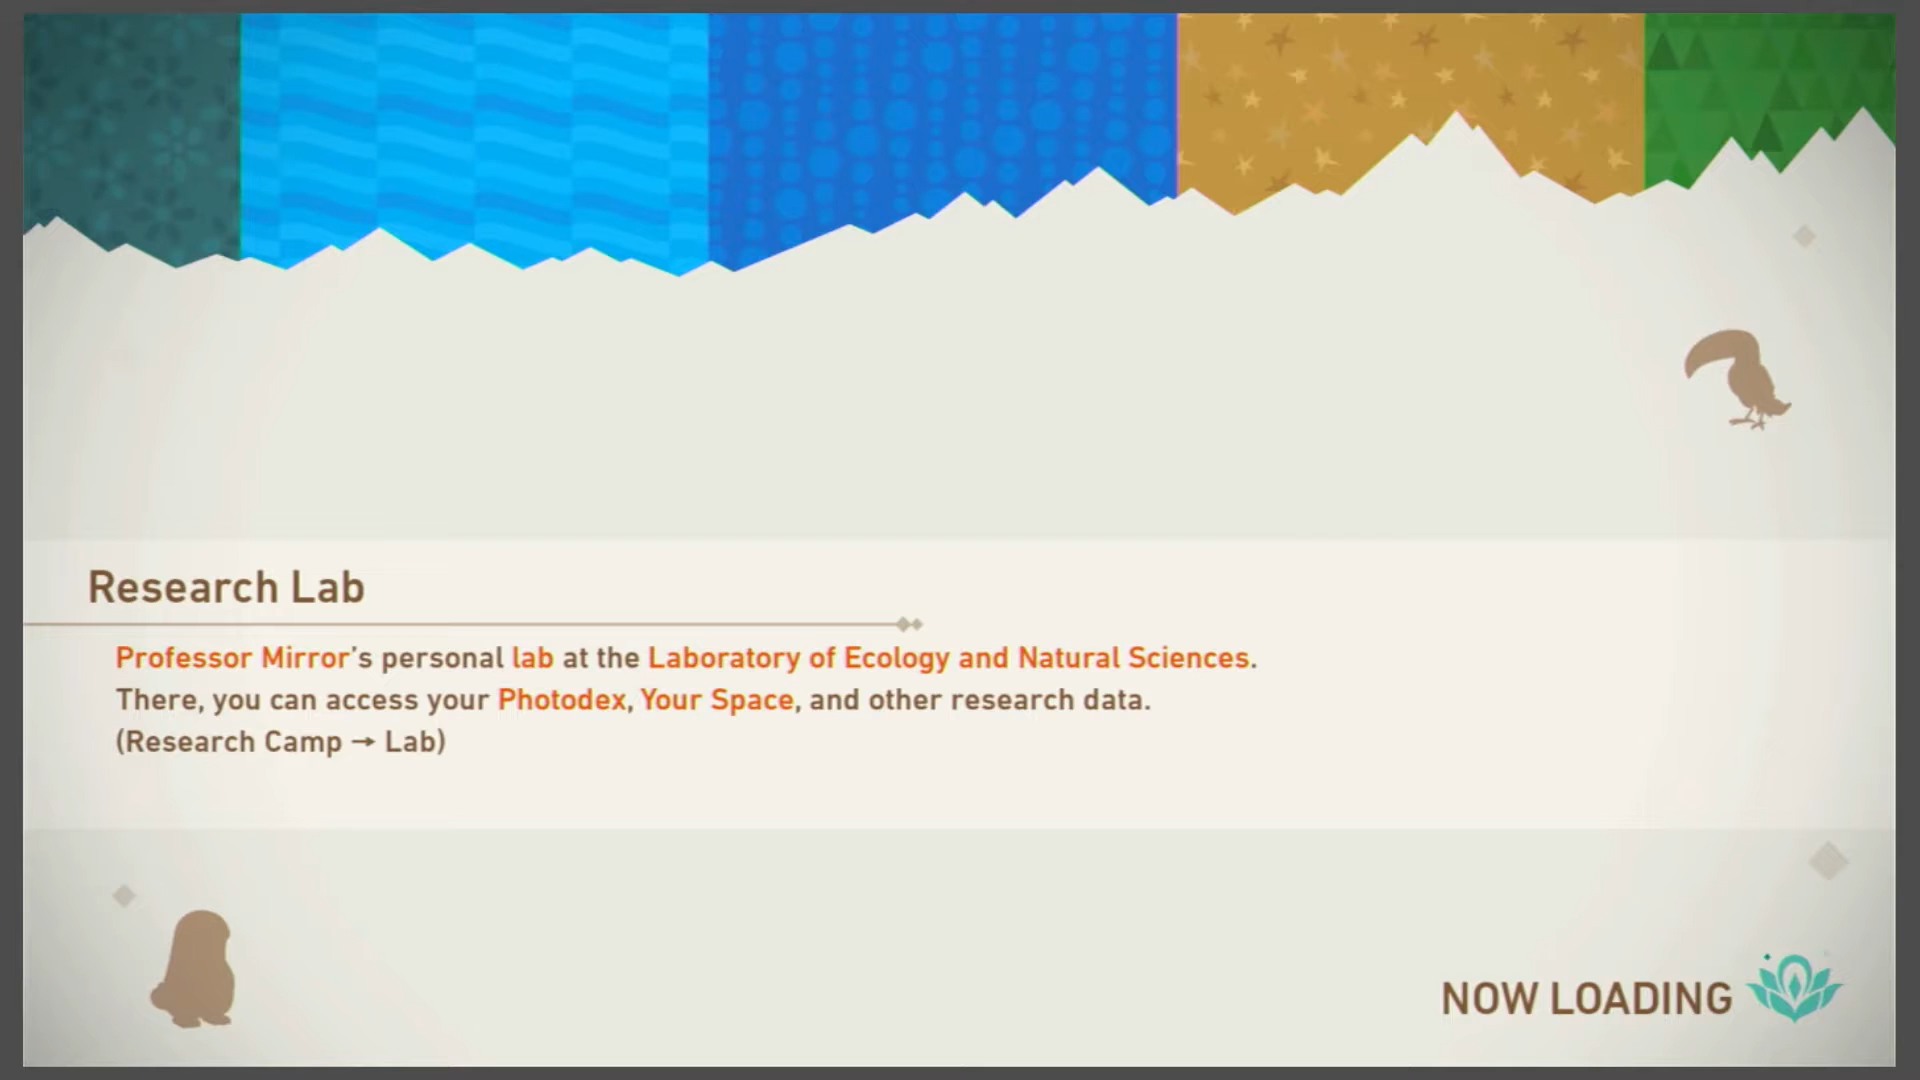 Research Lab
Professor Mirror's personal lab at the Laboratory of Ecology and Natural Sciences.
There, you can access your Photodex, Your Space, and other research data.
(Research Camp → Lab)
NOW LOADING